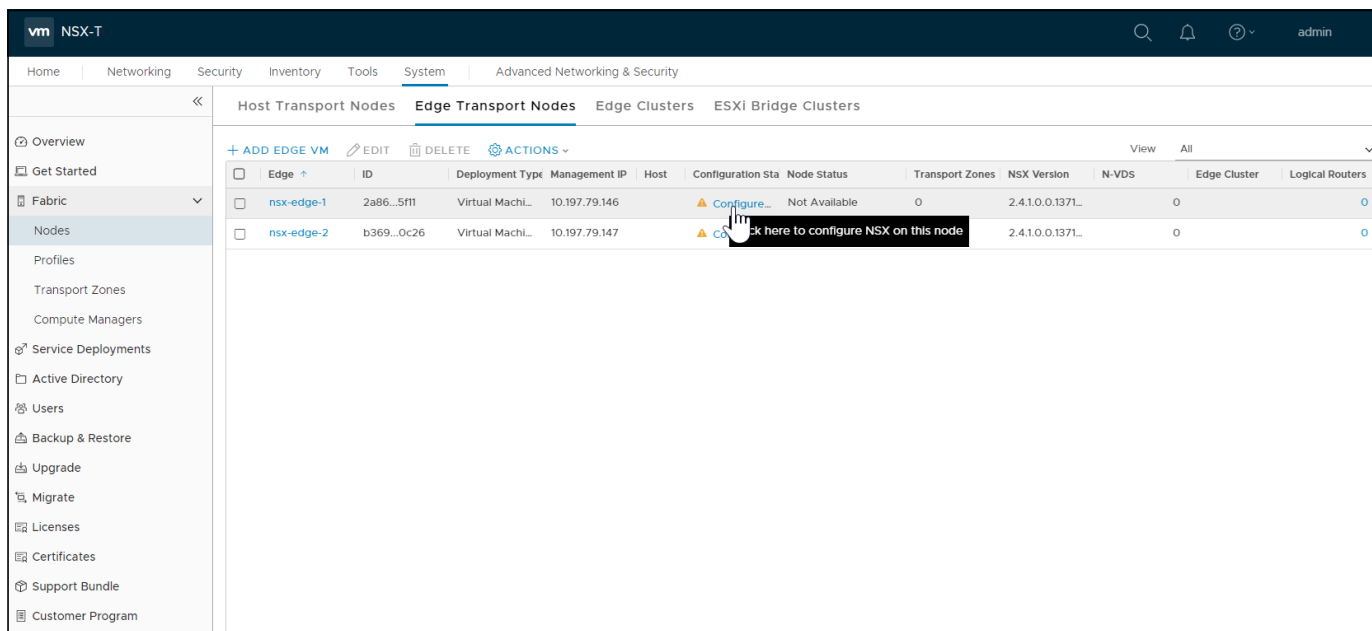 vm NSX-T admin
Home Networking Security Inventory Tools System Advanced Networking & Security
Host Transport Nodes Edge Transport Nodes Edge Clusters ESXi Bridge Clusters
Overview
Get Started
Fabric
Nodes
Profiles
Transport Zones
Compute Managers
Service Deployments
Active Directory
Users
Backup & Restore
Upgrade
Migrate
Licenses
Certificates
Support Bundle
Customer Program
+ ADD EDGE VM EDIT DELETE ACTIONS View All
Edge ↑ ID Deployment Type Management IP Host Configuration Sta Node Status Transport Zones NSX Version N-VDS Edge Cluster Logical Routers
nsx-edge-1 2a86...5f11 Virtual Machi... 10.197.79.146 Configure... Not Available 0 2.4.1.0.0.1371... 0 0
ck here to configure NSX on this node
nsx-edge-2 b369...0c26 Virtual Machi... 10.197.79.147 Co 2.4.1.0.0.1371... 0 0